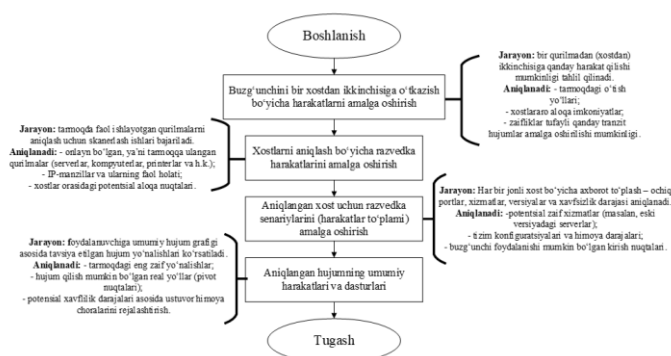 Boshlanish
Jarayon: bir qurilmadan (xostdan)
ikkinchisiga qanday harakat qilishi
mumkinligi tahlil qilinadi.
Aniqlanadi: - tarmoqdagi o‘tish
yo‘llari;
- xostlararo aloqa imkoniyatlar;
- zaifliklar tufayli qanday tranzit
hujumlar amalga oshirilishi mumkinligi.
Buzg‘unchini bir xostdan ikkinchisiga o‘tkazish
bo‘yicha harakatlarni amalga oshirish
Jarayon: tarmoqda faol ishlayotgan qurilmalarni
aniqlash uchun skanerlash ishlari bajariladi.
Aniqlanadi: - onlayn bo‘lgan, ya’ni tarmoqqa ulangan
qurilmalar (serverlar, kompyuterlar, printerlar va h.k.);
- IP-manzillar va ularning faol holati;
- xostlar orasidagi potensial aloqa nuqtalari.
Xostlarni aniqlash bo‘yicha razvedka
harakatlarini amalga oshirish
Aniqlangan xost uchun razvedka
senariylarini (harakatlar to‘plami)
amalga oshirish
Jarayon: Har bir jonli xost bo‘yicha axborot to‘plash – ochiq
portlar, xizmatlar, versiyalar va xavfsizlik darajasi aniqlanadi.
Aniqlanadi: -potensial zaif xizmatlar (masalan, eski
versiyadagi serverlar);
- tizim konfiguratsiyalari va himoya darajalari;
- buzg‘unchi foydalanishi mumkin bo‘lgan kirish nuqtalari.
Jarayon: foydalanuvchiga umumiy hujum grafigi
asosida tavsiya etilgan hujum yo‘nalishlari ko‘rsatiladi.
Aniqlanadi: - tarmoqdagi eng zaif yo‘nalishlar;
- hujum qilish mumkin bo‘lgan real yo‘llar (pivot
nuqtalari);
- potensial xavflilik darajalari asosida ustuvor himoya
choralarini rejalashtirish.
Aniqlangan hujumning umumiy
harakatlari va dasturlari
Tugash